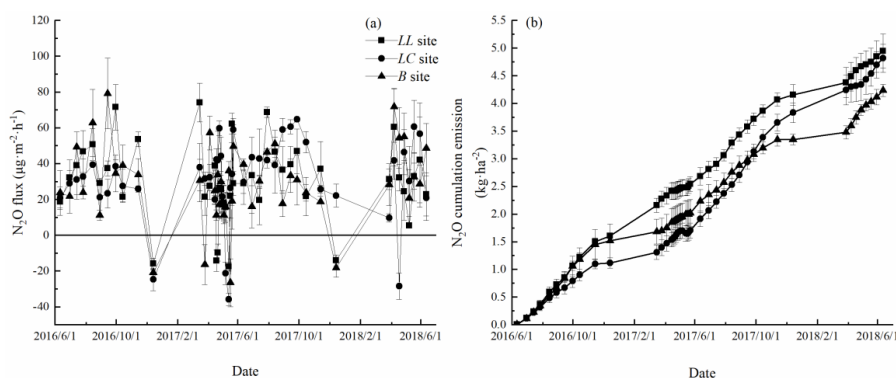 (a)
LL site
LC site
B site
N₂O flux (μg·m⁻²·h⁻¹)
120
100
80
60
40
20
0
-20
-40
2016/6/1 2016/10/1 2017/2/1 2017/6/1 2017/10/1 2018/2/1 2018/6/1
Date
(b)
N₂O cumulation emission
(kg·ha⁻²)
5.5
5.0
4.5
4.0
3.5
3.0
2.5
2.0
1.5
1.0
0.5
0.0
2016/6/1 2016/10/1 2017/2/1 2017/6/1 2017/10/1 2018/2/1 2018/6/1
Date